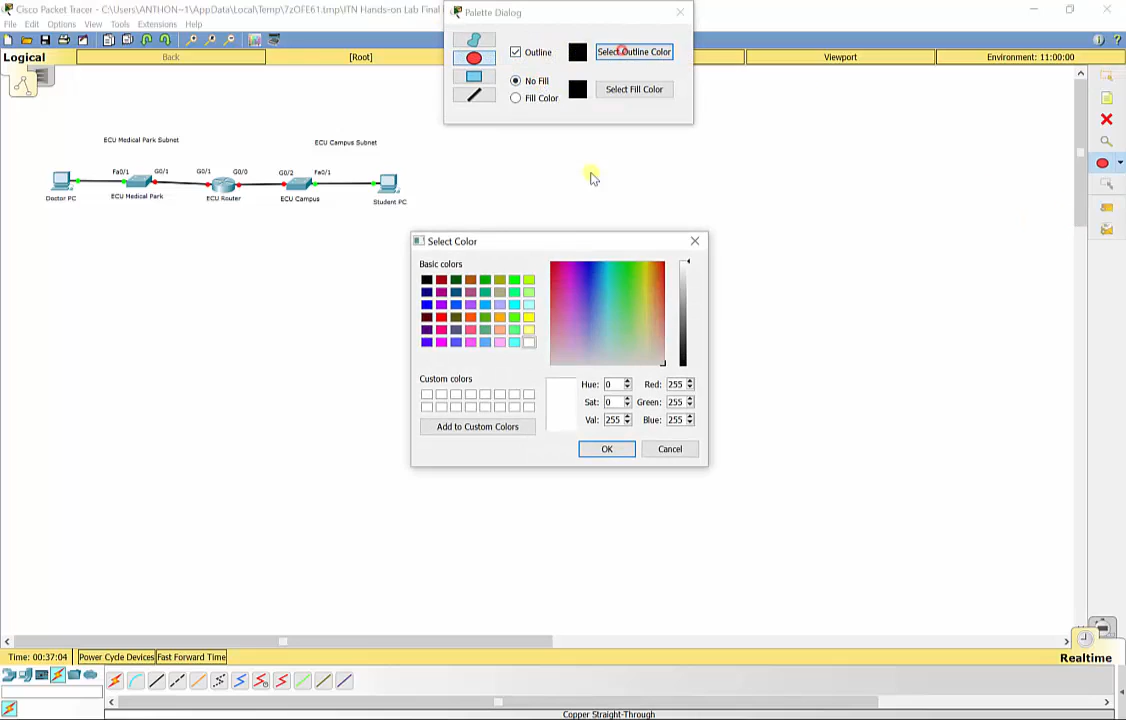 Cisco Packet Tracer - C:\Users\ANTHON~1\AppData\Local\Temp\7zOFE61.tmp\ITN Hands-on Lab Final
Palette Dialog
File Edit Options View Tools Extensions Help
Outline
Select Outline Color
No Fill
Fill Color
Select Fill Color
Logical
Back
[Root]
Viewport
Environment: 11:00:00
ECU Medical Park Subnet
ECU Campus Subnet
Fa0/1
G0/1
G0/1
G0/0
G0/2
Fa0/1
Doctor PC
ECU Medical Park
ECU Router
ECU Campus
Student PC
Select Color
Basic colors
Custom colors
Add to Custom Colors
Hue: 0
Red: 255
Sat: 0
Green: 255
Val: 255
Blue: 255
OK
Cancel
Time: 00:37:04
Power Cycle Devices
Fast Forward Time
Realtime
Copper Straight-Through